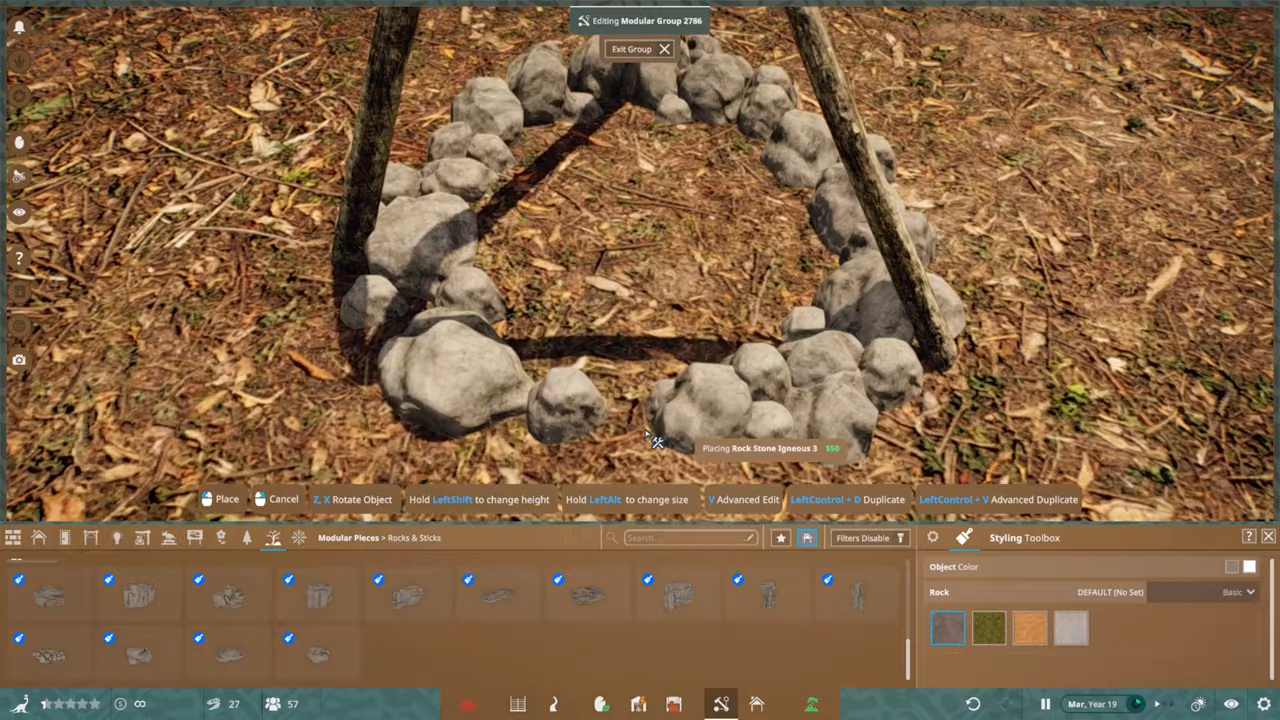 Editing Modular Group 2786
Exit Group
Placing Rock Stone Igneous 3 $50
Place
Cancel
Z, X Rotate Object
Hold LeftShift to change height
Hold LeftAlt to change size
V Advanced Edit
LeftControl + D Duplicate
LeftControl + V Advanced Duplicate
Modular Pieces > Rocks & Sticks
Search...
Filters Disable
Styling Toolbox
?
Object Color
Rock
DEFAULT (No Set)
Basic
27
57
Mar, Year 19